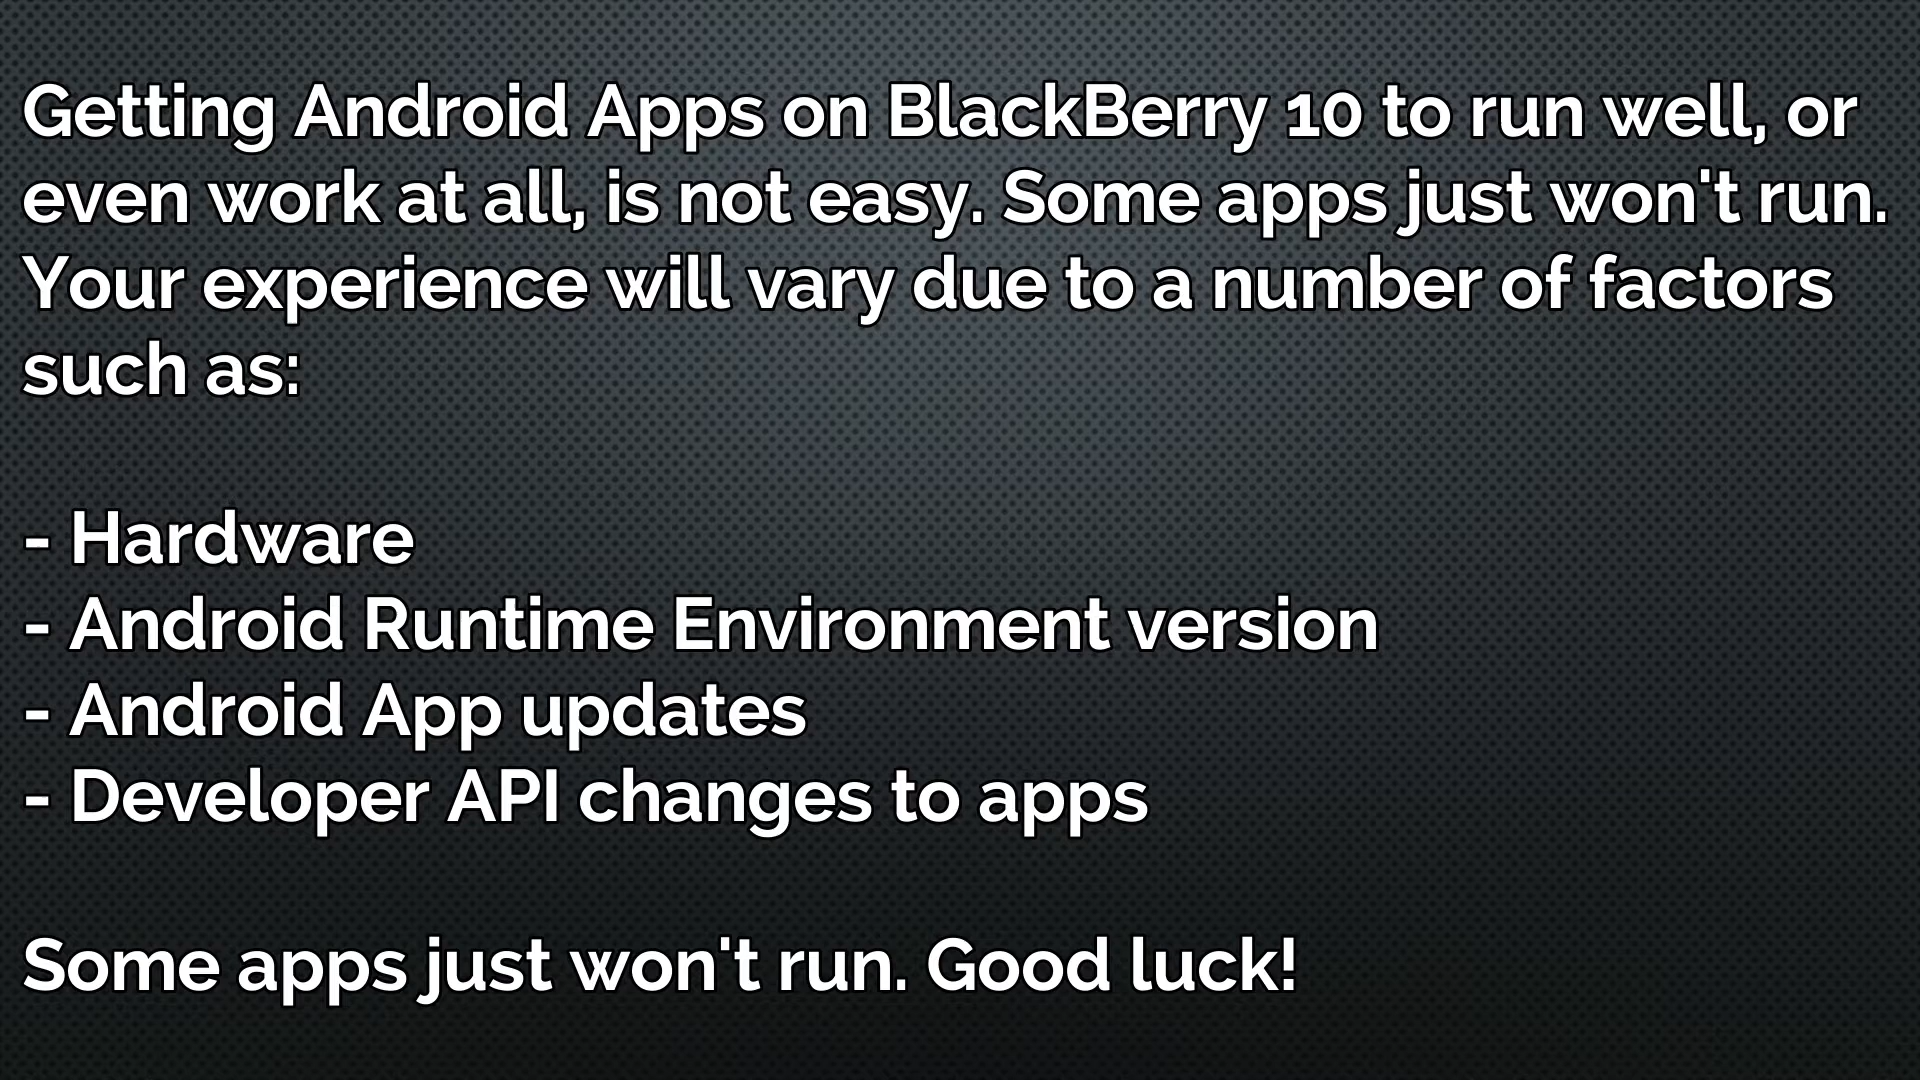 Getting Android Apps on BlackBerry 10 to run well, or
even work at all, is not easy. Some apps just won't run.
Your experience will vary due to a number of factors
such as:
- Hardware
- Android Runtime Environment version
- Android App updates
- Developer API changes to apps
Some apps just won't run. Good luck!